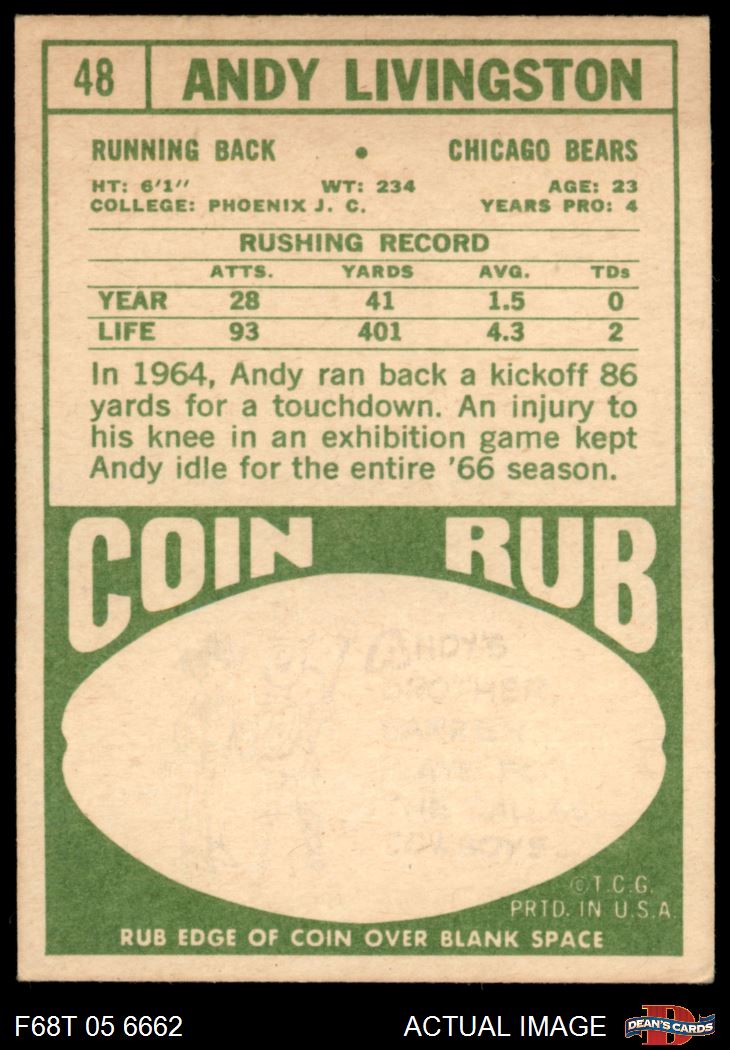 48 ANDY LIVINGSTON
RUNNING BACK • CHICAGO BEARS
HT: 6'1" WT: 234 AGE: 23
COLLEGE: PHOENIX J. C. YEARS PRO: 4
RUSHING RECORD
ATTS. YARDS AVG. TDs
YEAR 28 41 1.5 0
LIFE 93 401 4.3 2
In 1964, Andy ran back a kickoff 86
yards for a touchdown. An injury to
his knee in an exhibition game kept
Andy idle for the entire '66 season.
COIN RUB
ANDY'S
BROTHER
THE
COWBOYS
©T.C.G.
PRTD. IN U.S.A.
RUB EDGE OF COIN OVER BLANK SPACE
F68T 05 6662 ACTUAL IMAGE D DEAN'S CARDS